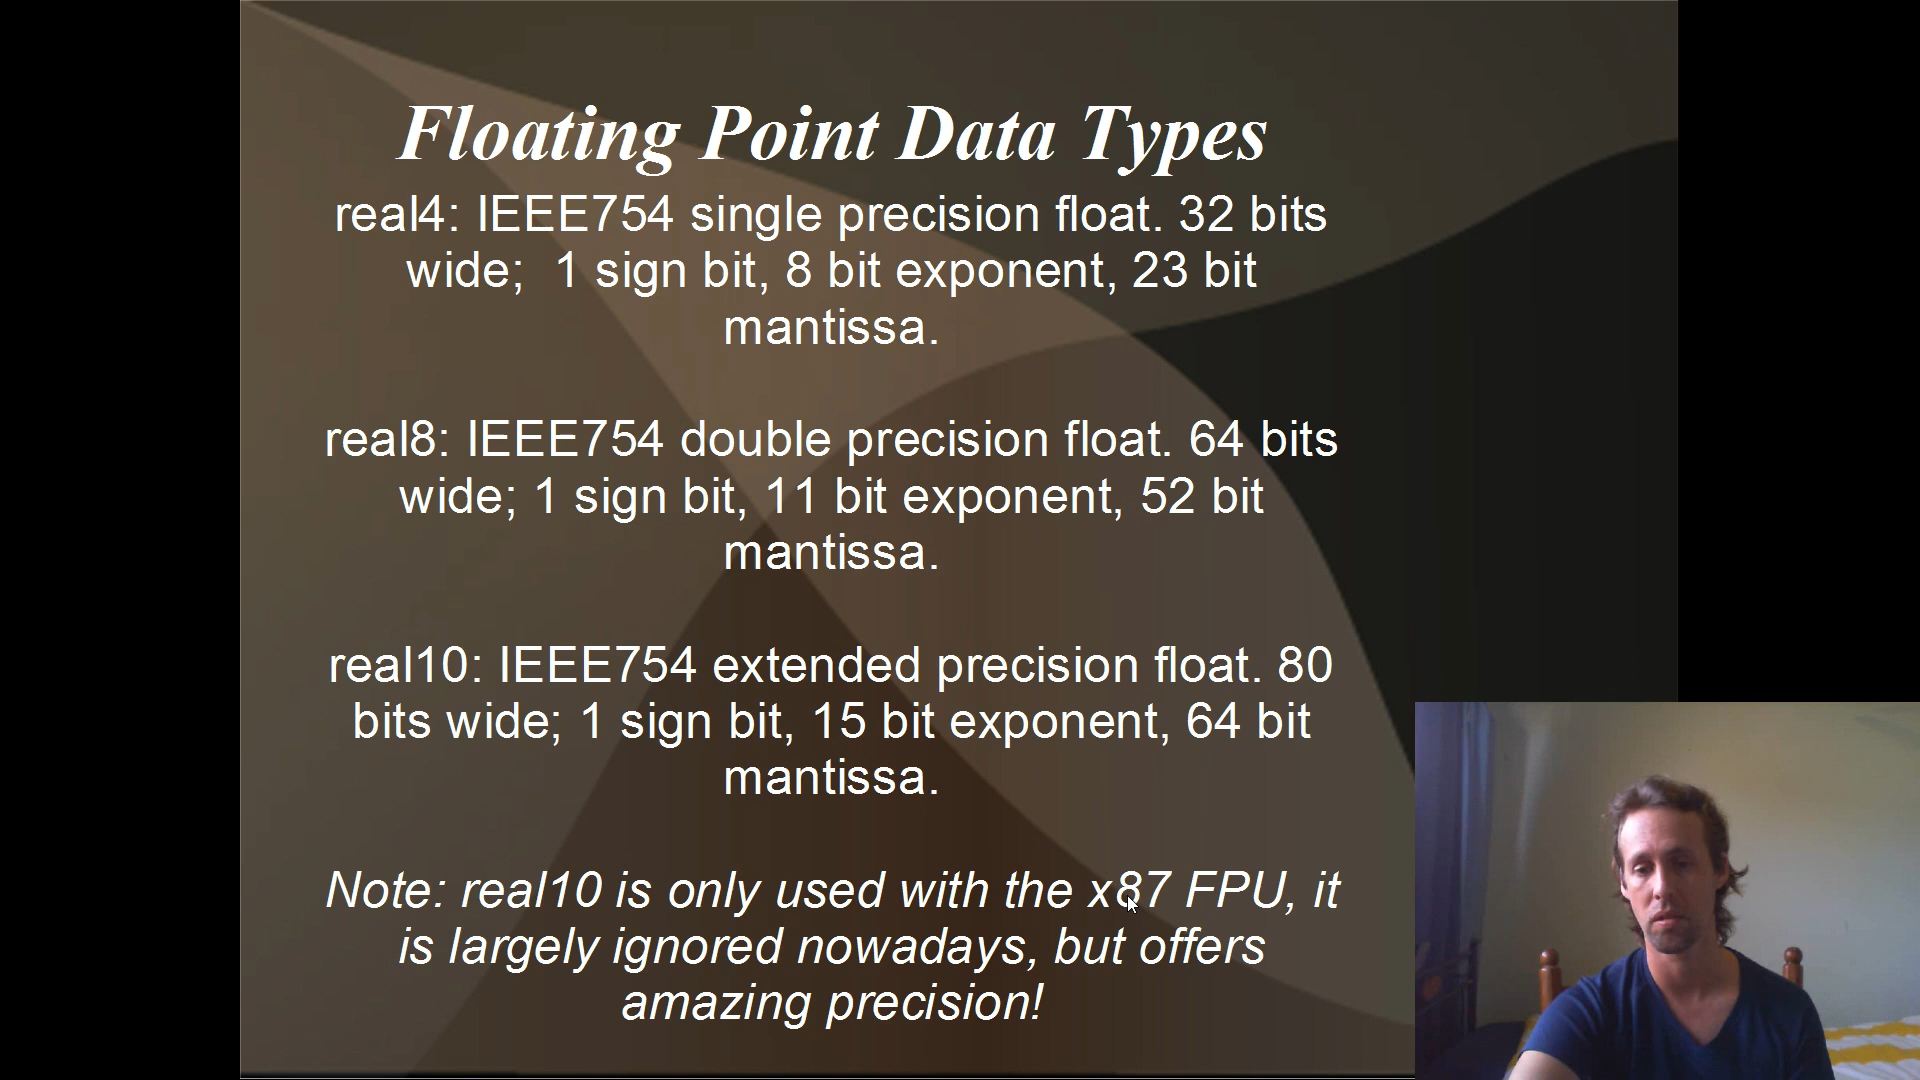 Floating Point Data Types
real4: IEEE754 single precision float. 32 bits
wide;  1 sign bit, 8 bit exponent, 23 bit
mantissa.
real8: IEEE754 double precision float. 64 bits
wide; 1 sign bit, 11 bit exponent, 52 bit
mantissa.
real10: IEEE754 extended precision float. 80
bits wide; 1 sign bit, 15 bit exponent, 64 bit
mantissa.
Note: real10 is only used with the x87 FPU, it
is largely ignored nowadays, but offers
amazing precision!